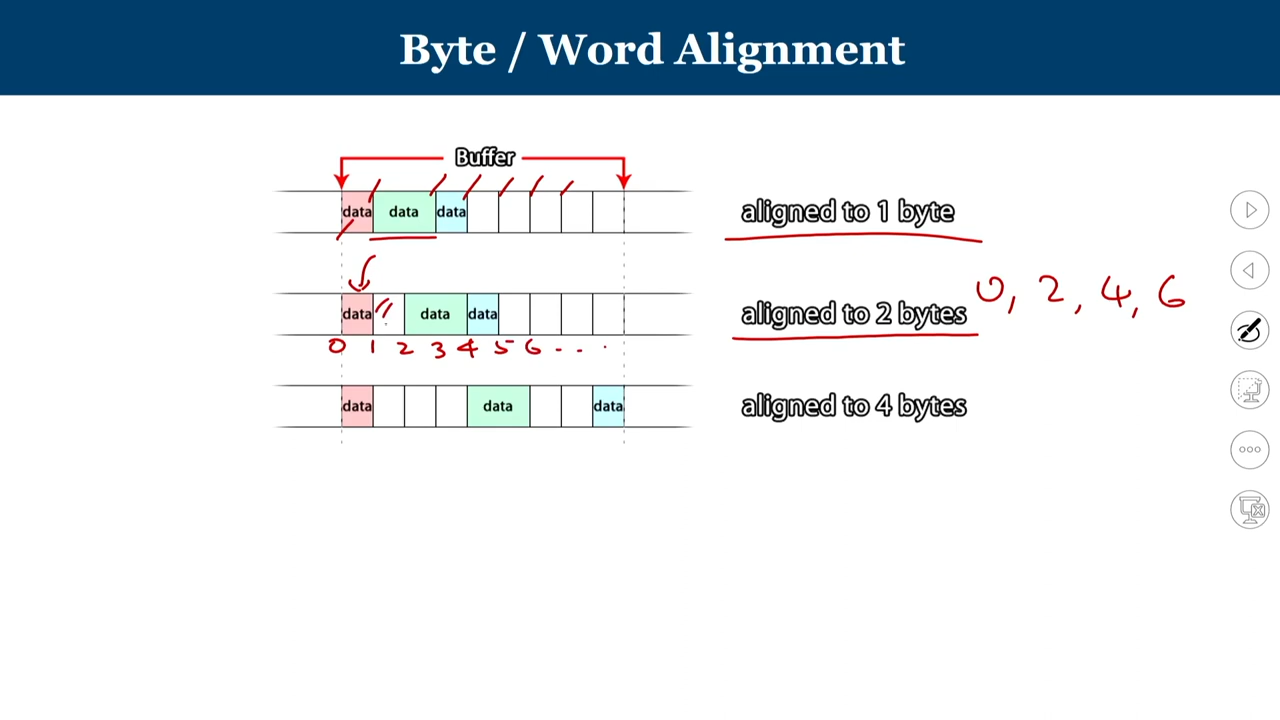 Byte / Word Alignment
Buffer
data data data
aligned to 1 byte
data data data
aligned to 2 bytes
0, 2, 4, 6
0 1 2 3 4 5 6 ...
data data data
aligned to 4 bytes